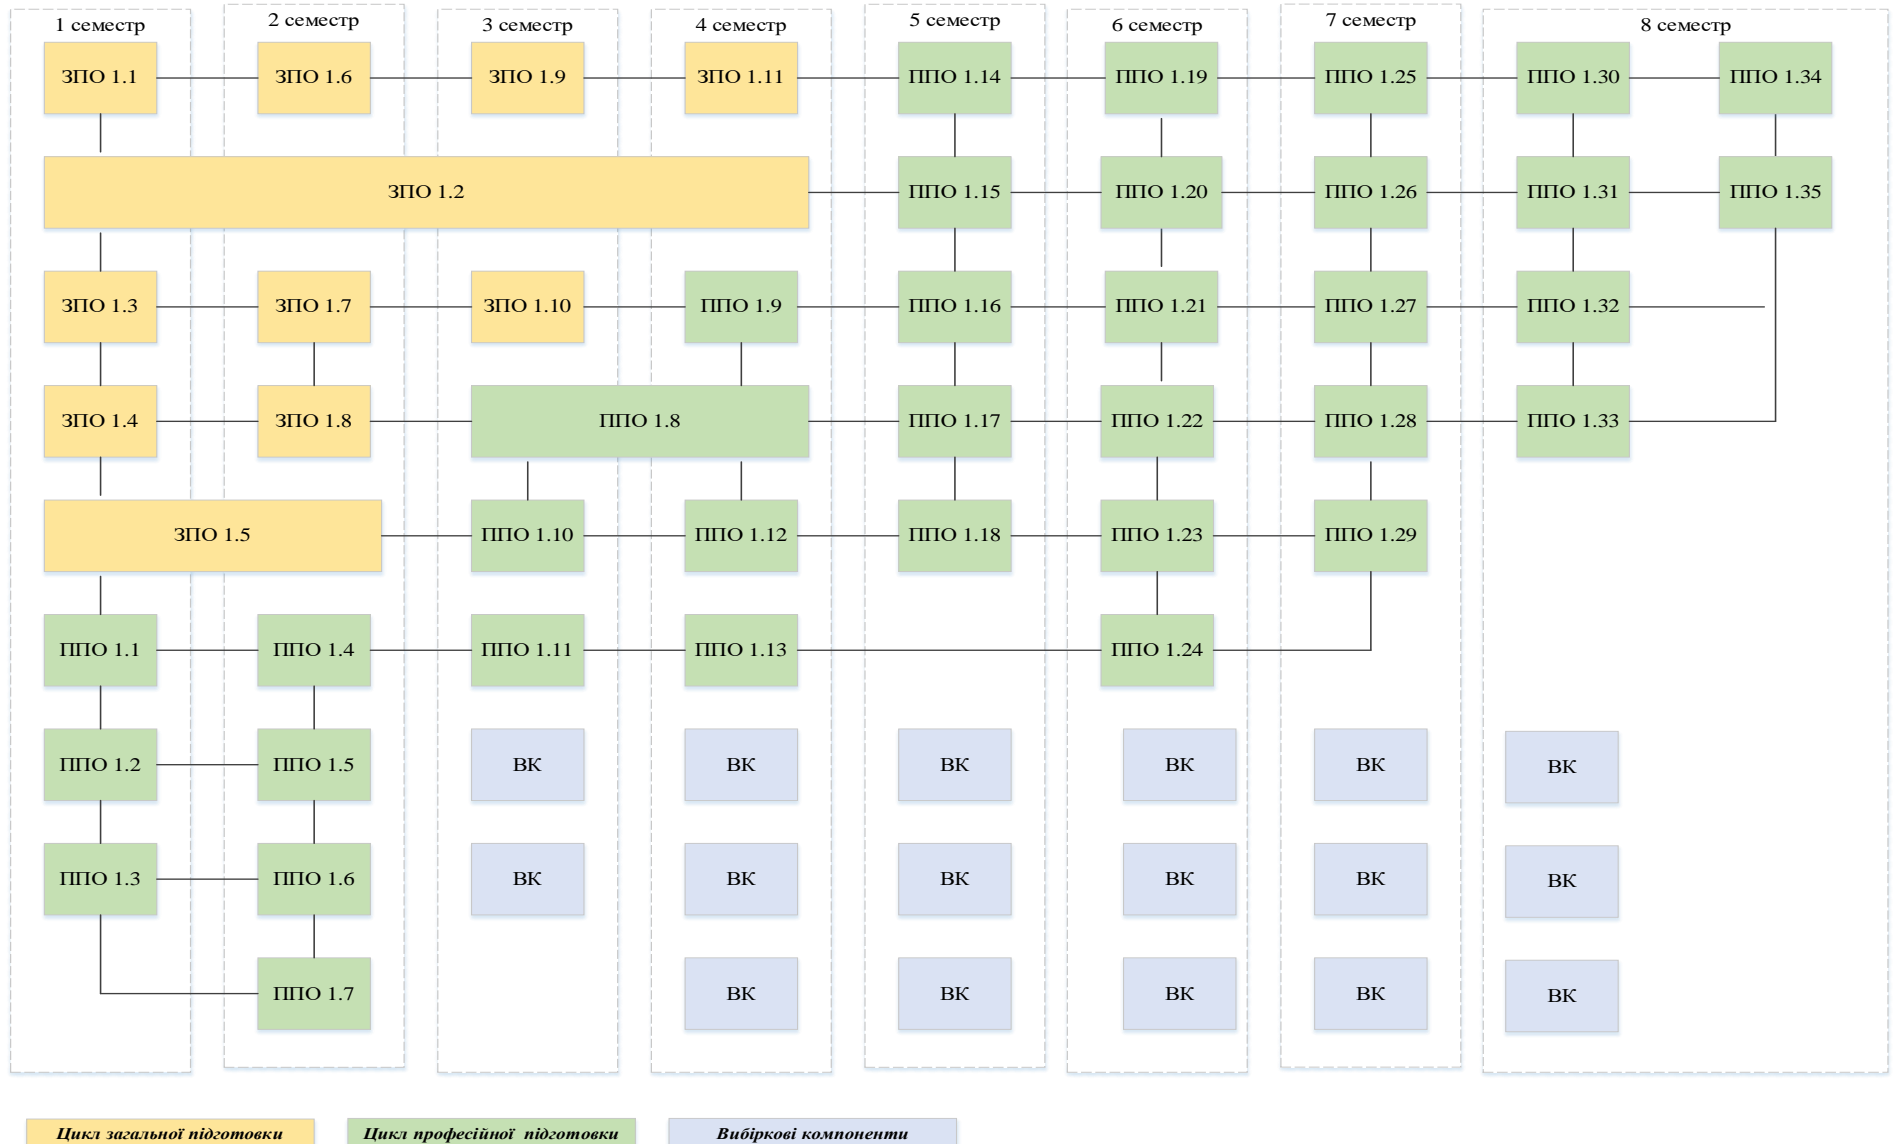 1 семестр 2 семестр 3 семестр 4 семестр 5 семестр 6 семестр 7 семестр 8 семестр
ЗПО 1.1 ЗПО 1.6 ЗПО 1.9 ЗПО 1.11 ППО 1.14 ППО 1.19 ППО 1.25 ППО 1.30 ППО 1.34
ЗПО 1.2 ППО 1.15 ППО 1.20 ППО 1.26 ППО 1.31 ППО 1.35
ЗПО 1.3 ЗПО 1.7 ЗПО 1.10 ППО 1.9 ППО 1.16 ППО 1.21 ППО 1.27 ППО 1.32
ЗПО 1.4 ЗПО 1.8 ППО 1.8 ППО 1.17 ППО 1.22 ППО 1.28 ППО 1.33
ЗПО 1.5 ППО 1.10 ППО 1.12 ППО 1.18 ППО 1.23 ППО 1.29
ППО 1.1 ППО 1.4 ППО 1.11 ППО 1.13 ППО 1.24
ППО 1.2 ППО 1.5 ВК ВК ВК ВК ВК ВК
ППО 1.3 ППО 1.6 ВК ВК ВК ВК ВК ВК
ППО 1.7 ВК ВК ВК ВК ВК
Цикл загальної підготовки Цикл професійної підготовки Вибіркові компоненти